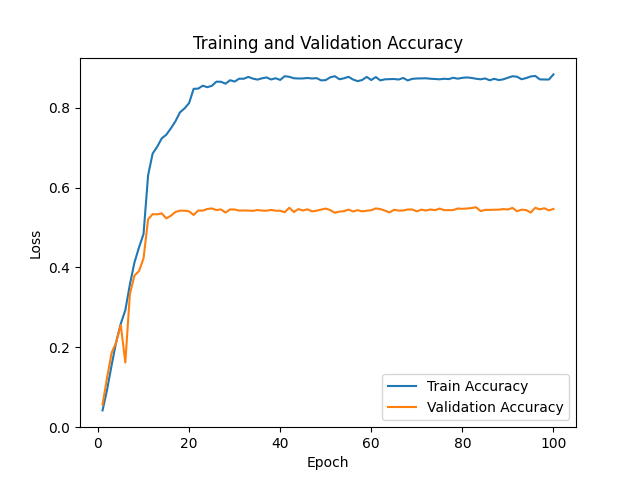 Training and Validation Accuracy
Loss
0.8
0.6
0.4
0.2
0.0
Train Accuracy
Validation Accuracy
0 20 40 60 80 100
Epoch